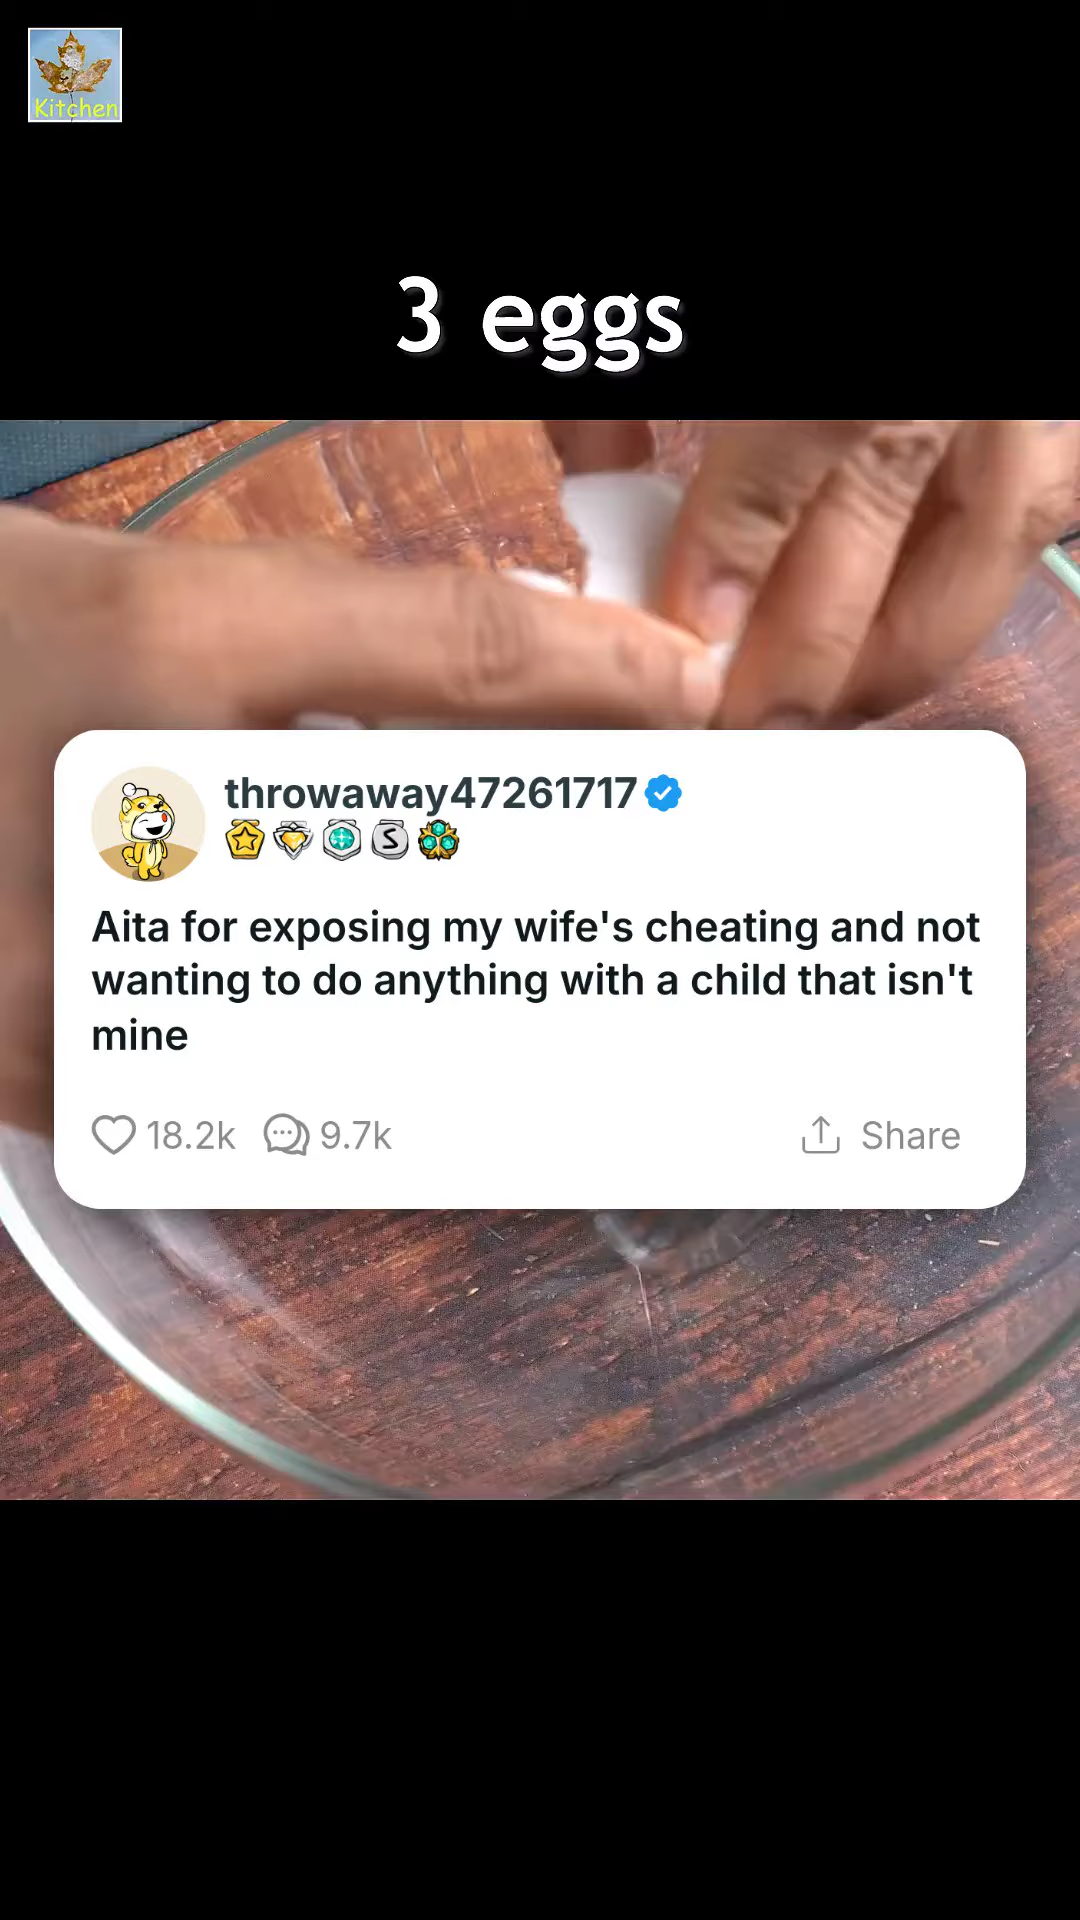 Kitchen
3 eggs
throwaway47261717
S
Aita for exposing my wife's cheating and not
wanting to do anything with a child that isn't
mine
18.2k 9.7k Share